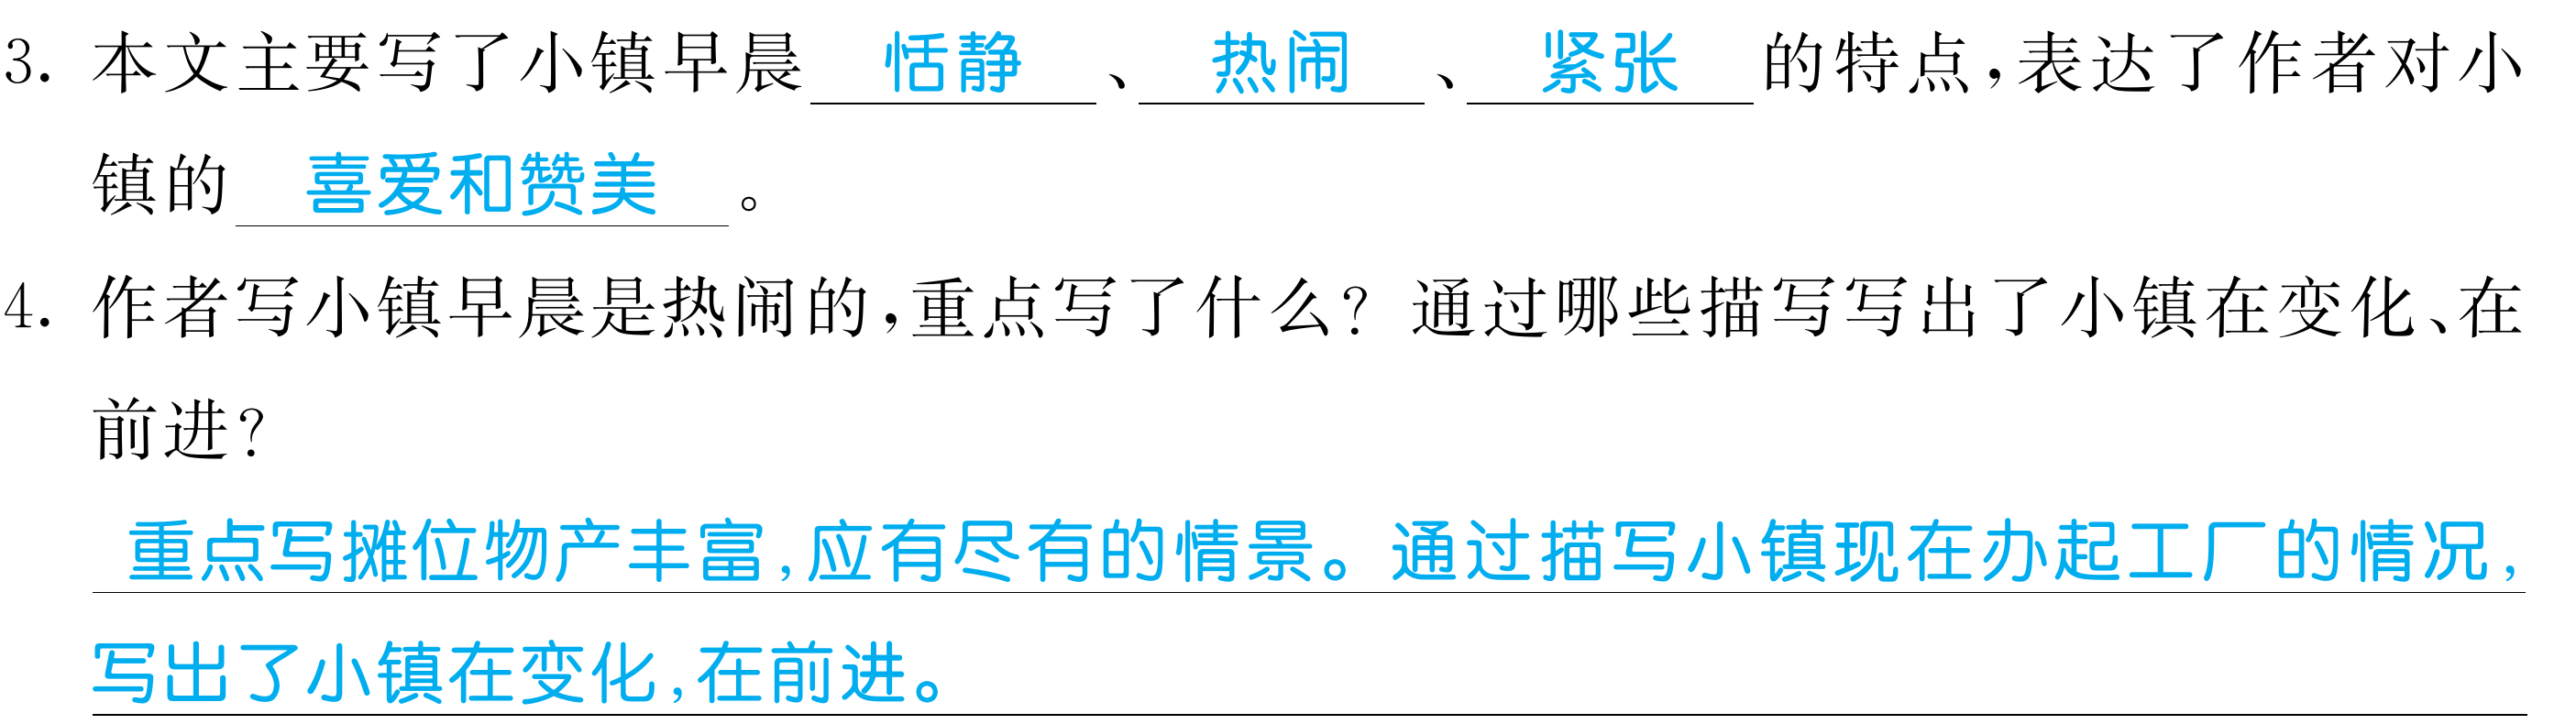 3. 本文主要写了小镇早晨 恬静 、 热闹 、 紧张 的特点，表达了作者对小
镇的 喜爱和赞美 。
4. 作者写小镇早晨是热闹的，重点写了什么？通过哪些描写写出了小镇在变化、在
前进？
重点写摊位物产丰富，应有尽有的情景。通过描写小镇现在办起工厂的情况，
写出了小镇在变化，在前进。